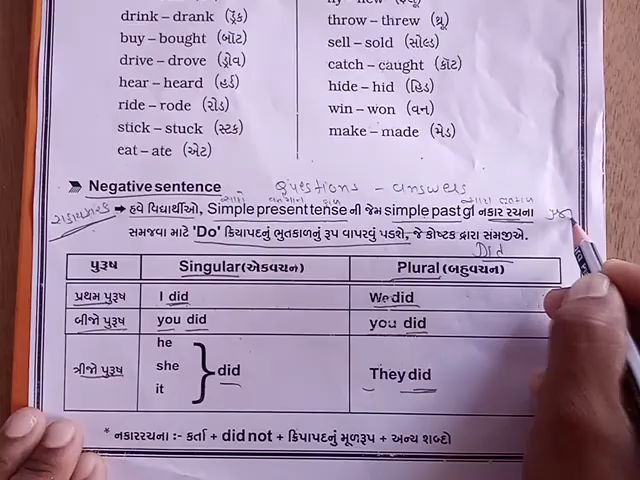 drink – drank (ડ્રેંક)
throw – threw (થ્રૂ)
buy – bought (બૉટ)
sell – sold (સોલ્ડ)
drive – drove (ડ્રોવ)
catch – caught (કૉટ)
hear – heard (હર્ડ)
hide – hid (હિડ)
ride – rode (રોડ)
win – won (વન)
stick – stuck (સ્ટક)
make – made (મેડ)
eat – ate (એટ)
Negative sentence Questions - answers
→ હવે વિદ્યાર્થીઓ, Simple present tense ની જેમ simple past ની નકાર રચના
સમજવા માટે 'Do' ક્રિયાપદનું ભુતકાળનું રૂપ વાપરવું પડશે, જે કોષ્ટક દ્રારા સમજીએ.
Did
પુરૂષ Singular (એકવચન) Plural (બહુવચન)
પ્રથમ પુરૂષ I did We did
બીજો પુરૂષ you did you did
he
she
ત્રીજો પુરૂષ did They did
it
* નકારરચના :- કર્તા + did not + ક્રિપાપદનું મૂળરૂપ + અન્ય શબ્દો